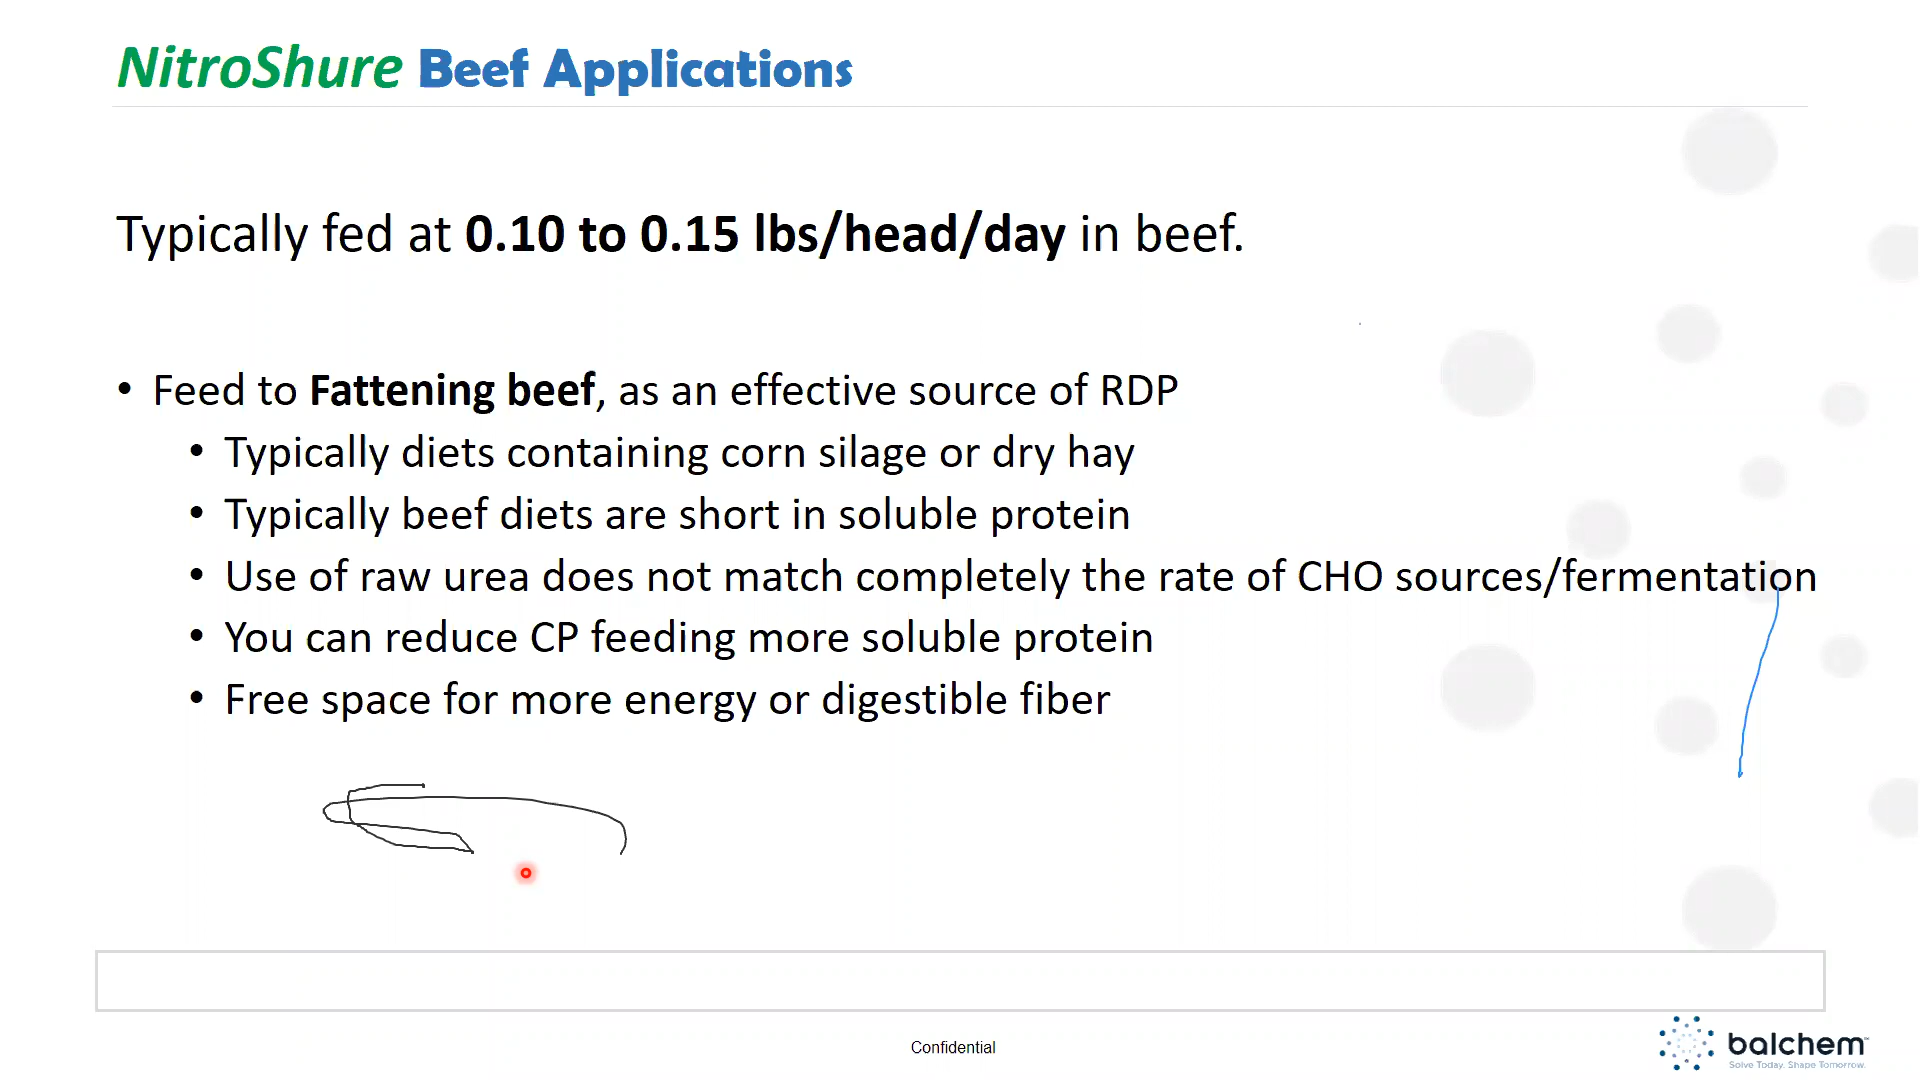 NitroShure Beef Applications
Typically fed at 0.10 to 0.15 lbs/head/day in beef.
• Feed to Fattening beef, as an effective source of RDP
• Typically diets containing corn silage or dry hay
• Typically beef diets are short in soluble protein
• Use of raw urea does not match completely the rate of CHO sources/fermentation
• You can reduce CP feeding more soluble protein
• Free space for more energy or digestible fiber
Confidential
balchem™
Solve Today. Shape Tomorrow.